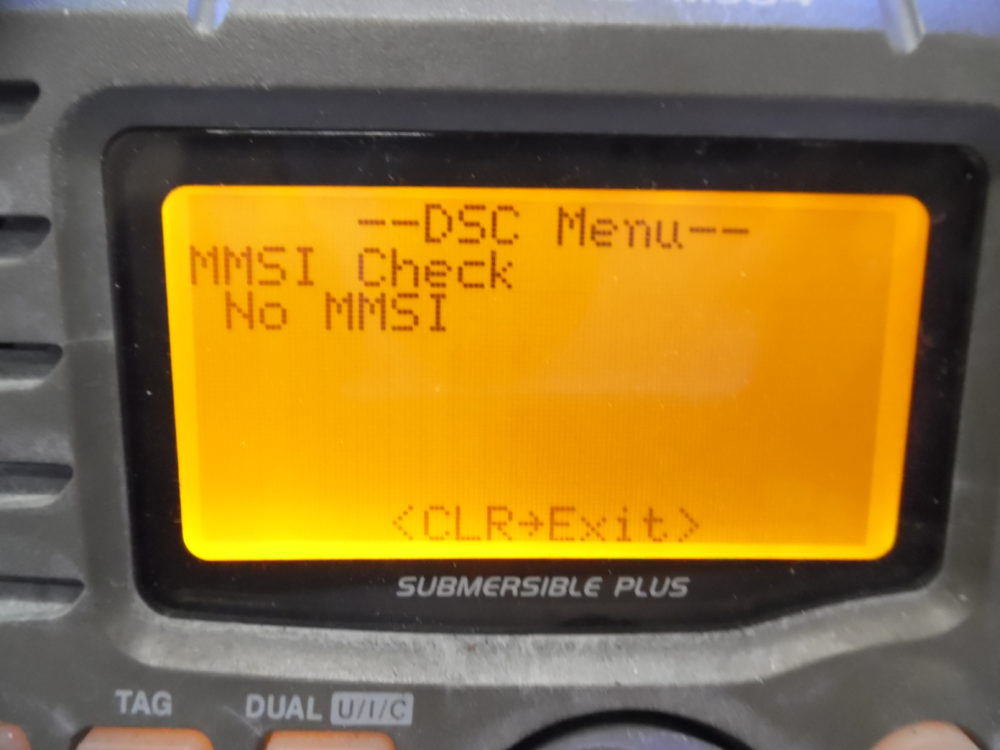 --DSC Menu--
MMSI Check
No MMSI
<CLR→Exit>
SUBMERSIBLE PLUS
TAG
DUAL U/I/C